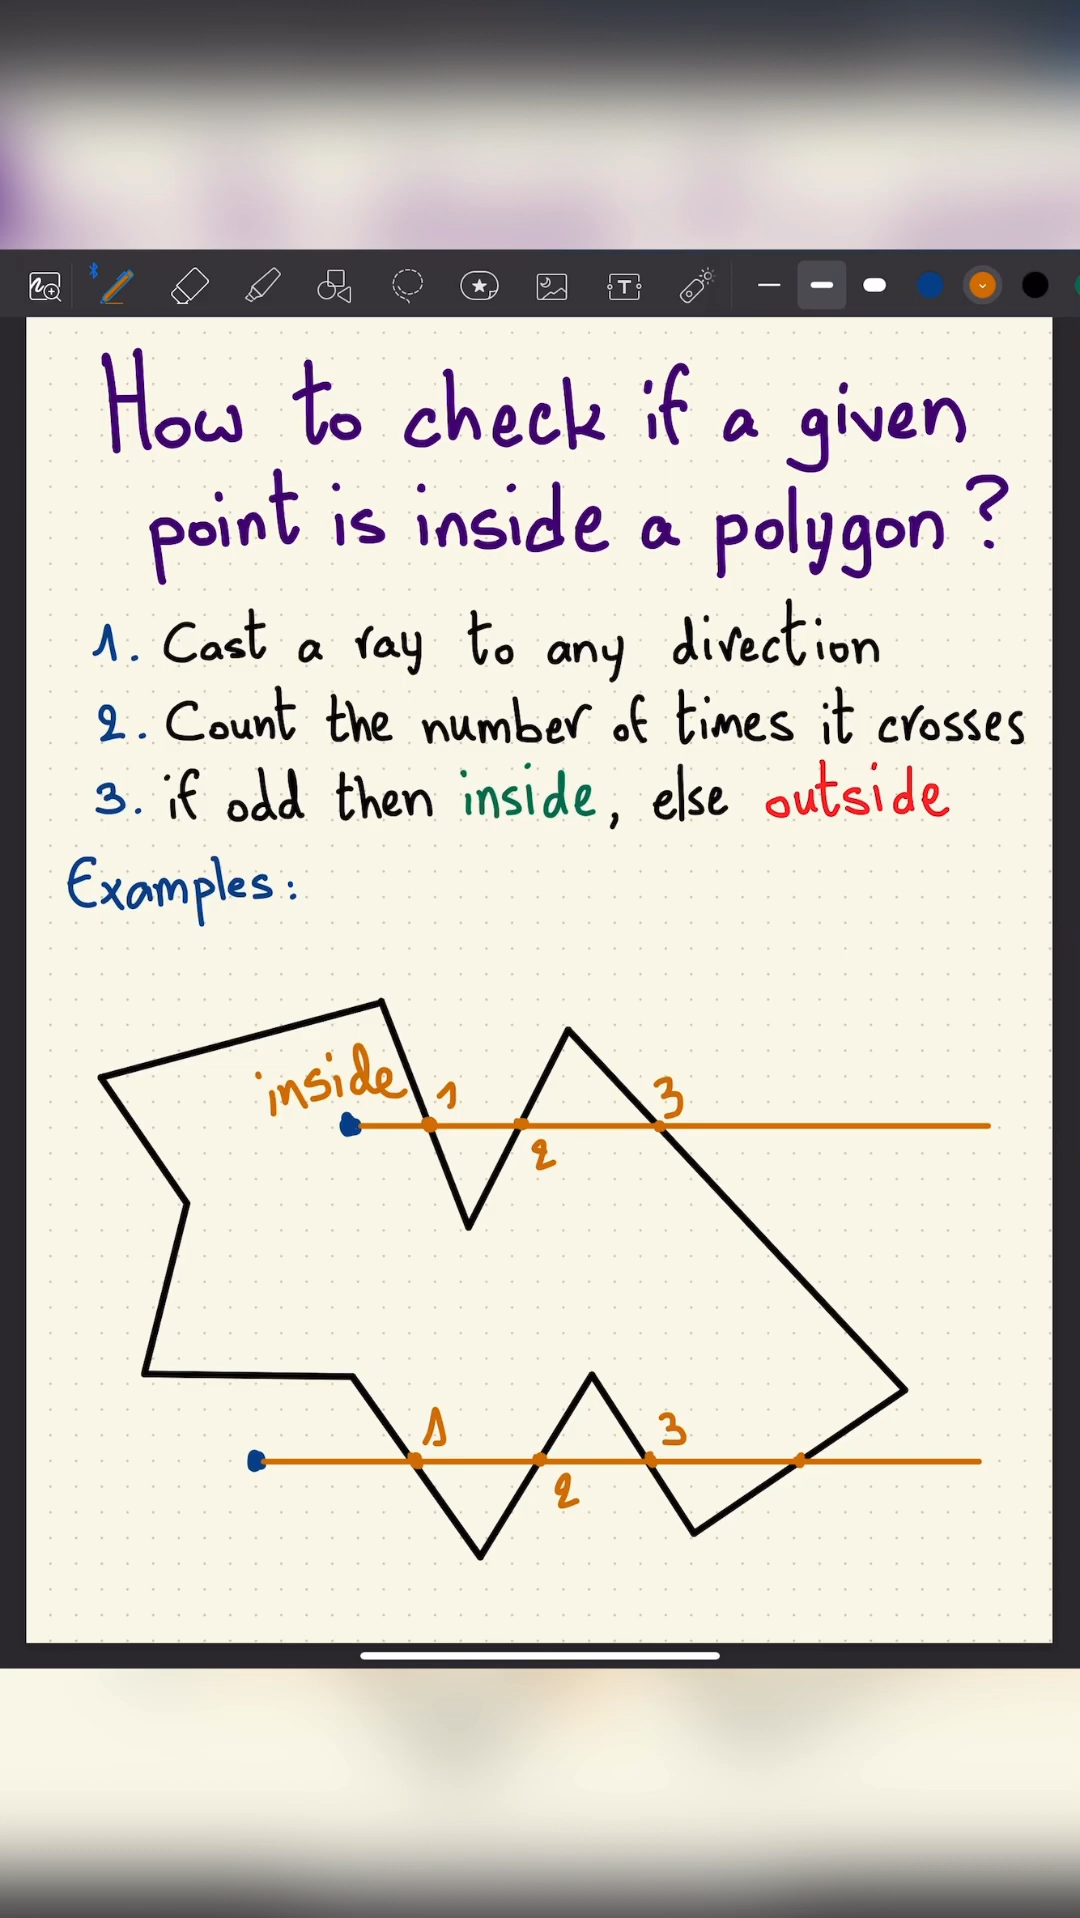 How to check if a given
point is inside a polygon?
1. Cast a ray to any direction
2. Count the number of times it crosses
3. if odd then inside, else outside
Examples:
inside
1
2
3
1
2
3